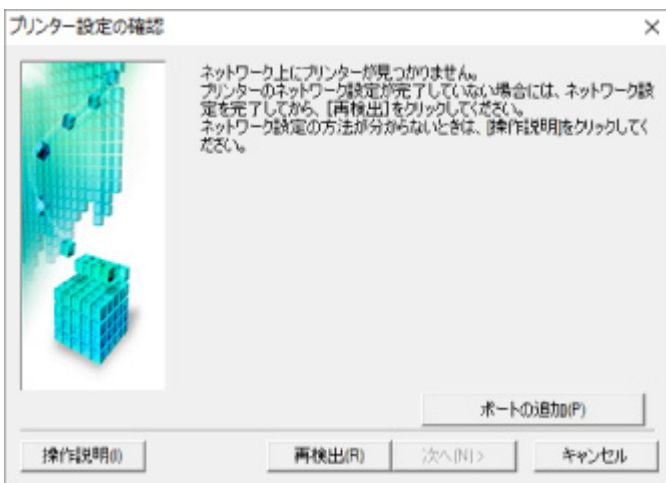 プリンター設定の確認
ネットワーク上にプリンターが見つかりません。
プリンターのネットワーク設定が完了していない場合には、ネットワーク設
定を完了してから、[再検出]をクリックしてください。
ネットワーク設定の方法が分からないときは、[操作説明]をクリックしてく
ださい。
ポートの追加(P)
操作説明(I)
再検出(R)
次へ(N) >
キャンセル